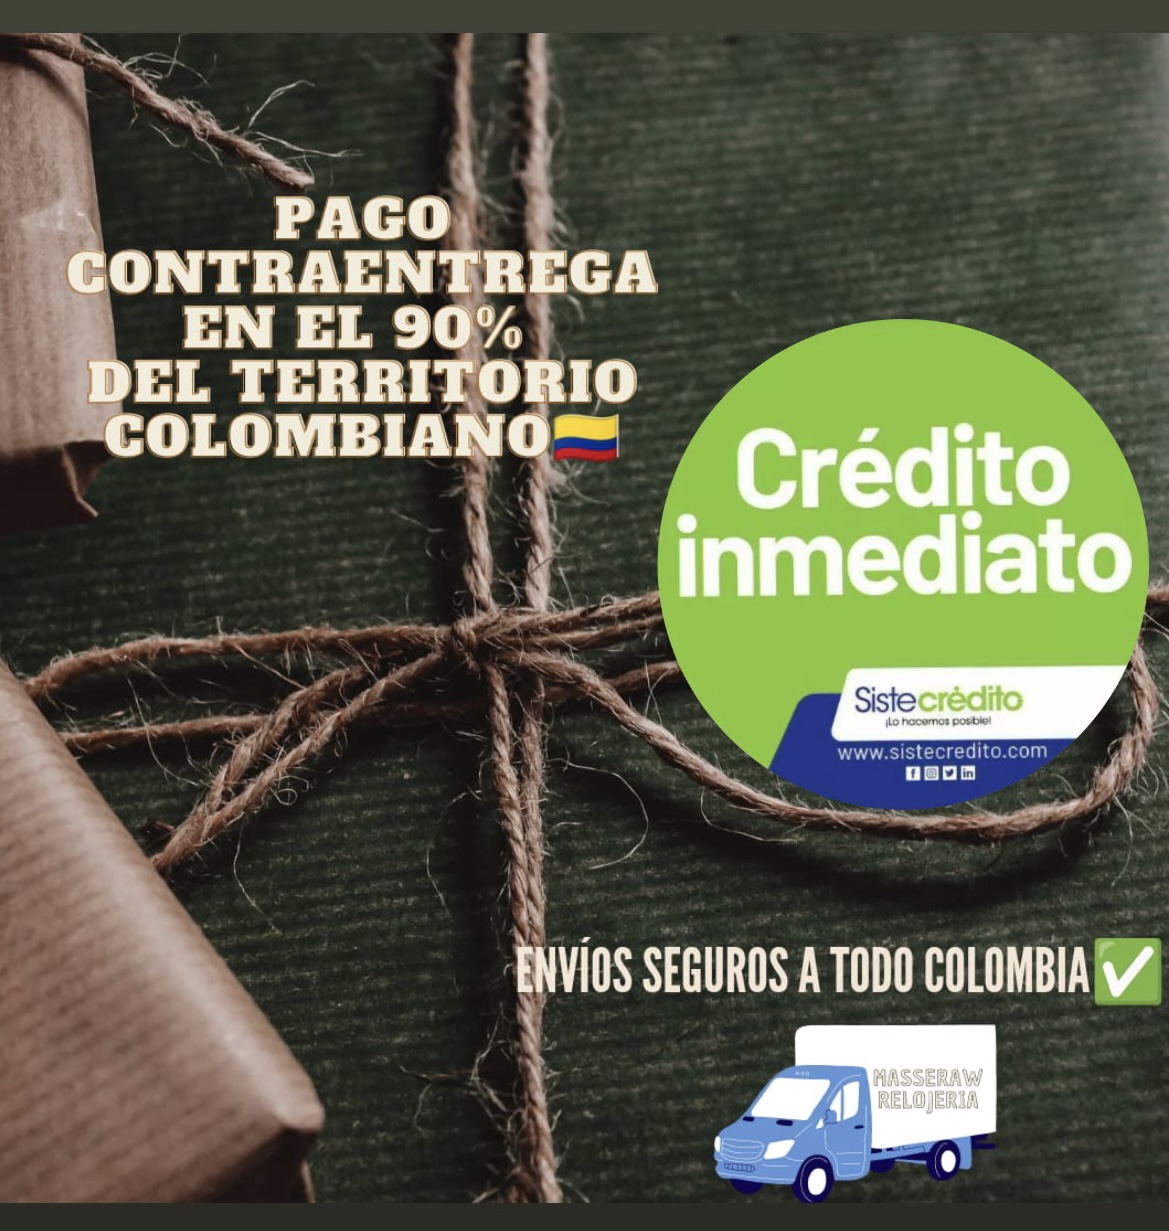 PAGO
CONTRAENTREGA
EN EL 90%
DEL TERRITORIO
COLOMBIANO🇨🇴
Crédito
inmediato
Sistecrédito
¡Lo hacemos posible!
www.sistecredito.com
ENVÍOS SEGUROS A TODO COLOMBIA✅
MASSERAW
RELOJERIA